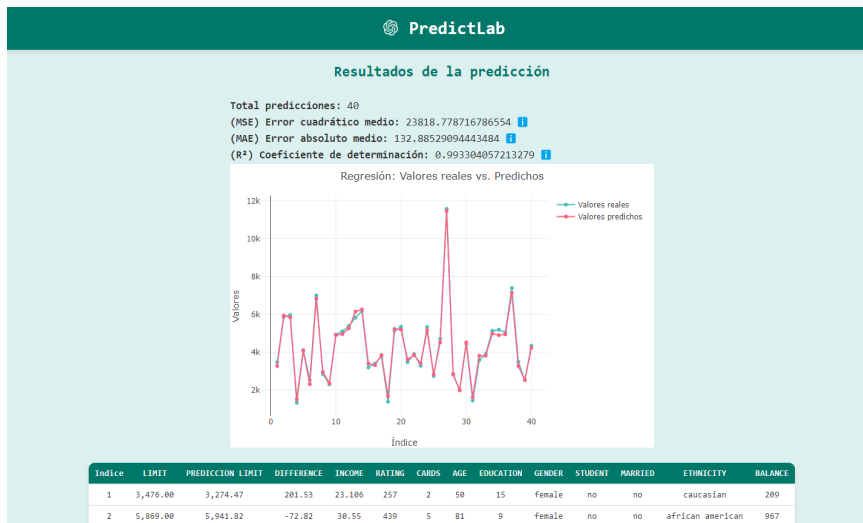 PredictLab
Resultados de la predicción
Total predicciones: 40
(MSE) Error cuadrático medio: 23818.778716786554 i
(MAE) Error absoluto medio: 132.88529094443484 i
(R²) Coeficiente de determinación: 0.993304057213279 i
Regresión: Valores reales vs. Predichos
12k
10k
8k
6k
4k
2k
Valores
0 10 20 30 40
Índice
Valores reales
Valores predichos
Indice LIMIT PREDICCION LIMIT DIFFERENCE INCOME RATING CARDS AGE EDUCATION GENDER STUDENT MARRIED ETHNICITY BALANCE
1 3,476.00 3,274.47 201.53 23.106 257 2 50 15 female no no caucasian 209
2 5,869.00 5,941.82 -72.82 30.55 439 5 81 9 female no no african american 967